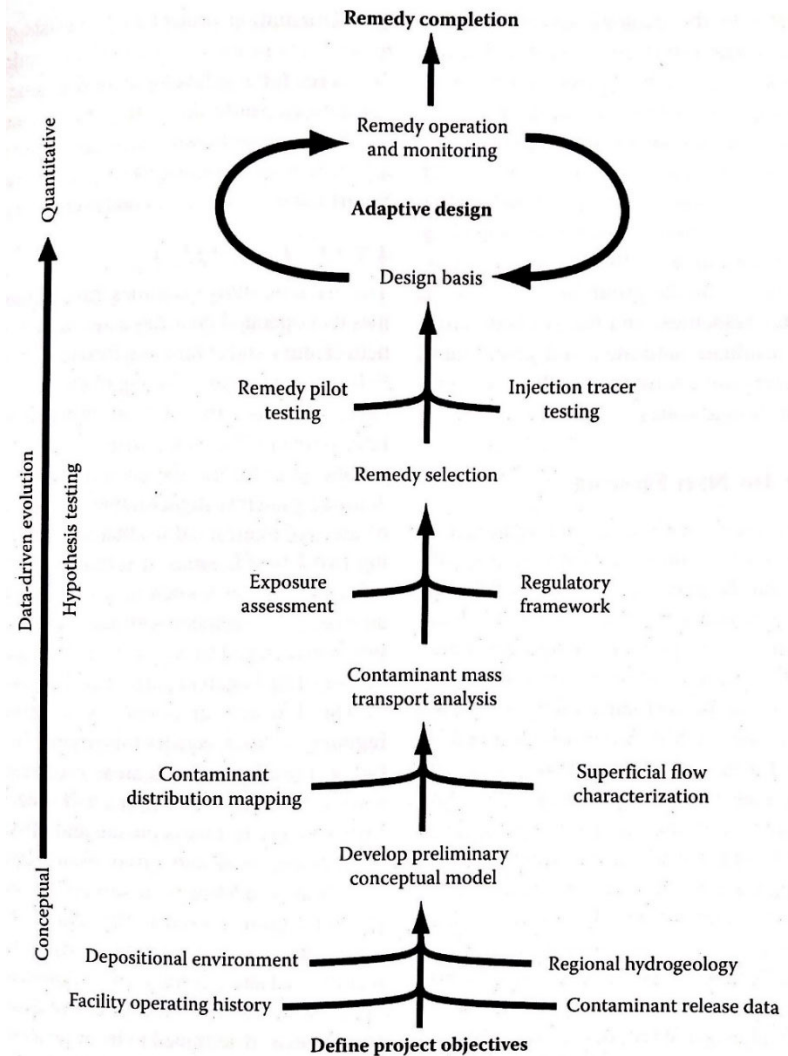 Remedy completion
Remedy operation
and monitoring
Adaptive design
Design basis
Remedy pilot
testing
Injection tracer
testing
Remedy selection
Exposure
assessment
Regulatory
framework
Contaminant mass
transport analysis
Contaminant
distribution mapping
Superficial flow
characterization
Develop preliminary
conceptual model
Depositional environment
Regional hydrogeology
Facility operating history
Contaminant release data
Define project objectives
Quantitative
Data-driven evolution
Hypothesis testing
Conceptual